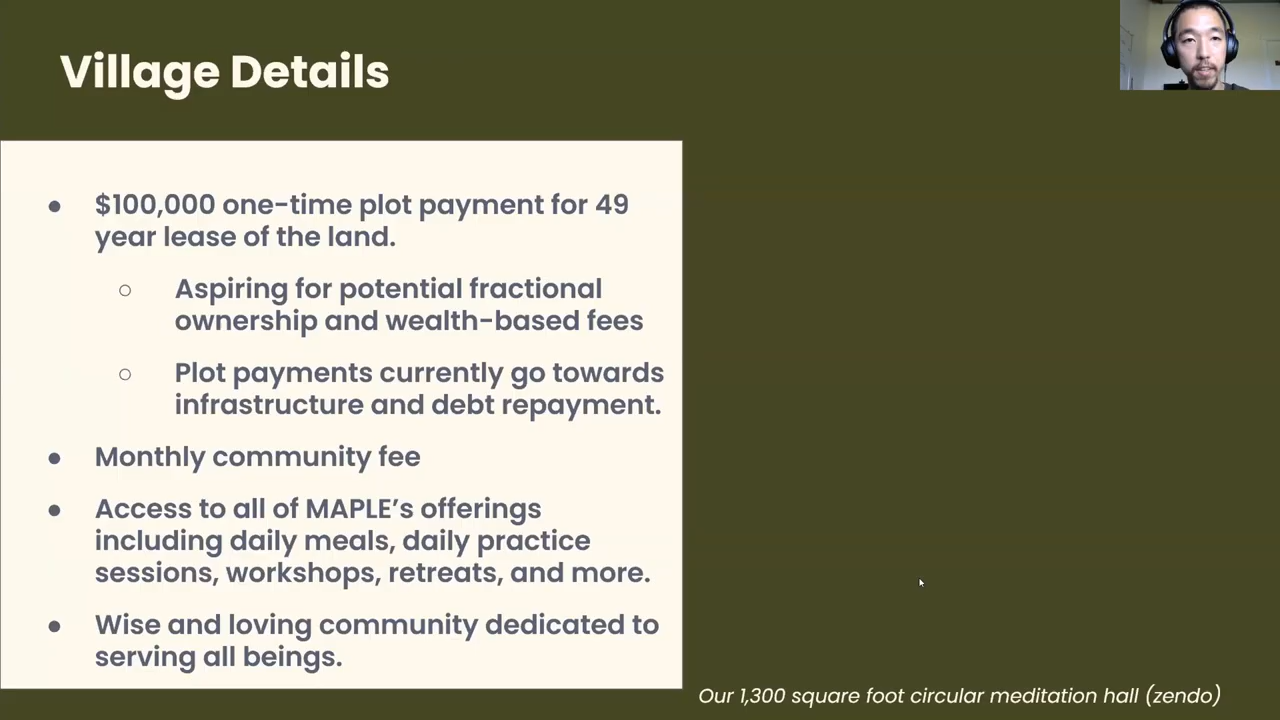 Village Details
● $100,000 one-time plot payment for 49
year lease of the land.
○ Aspiring for potential fractional
ownership and wealth-based fees
○ Plot payments currently go towards
infrastructure and debt repayment.
● Monthly community fee
● Access to all of MAPLE’s offerings
including daily meals, daily practice
sessions, workshops, retreats, and more.
● Wise and loving community dedicated to
serving all beings.
Our 1,300 square foot circular meditation hall (zendo)